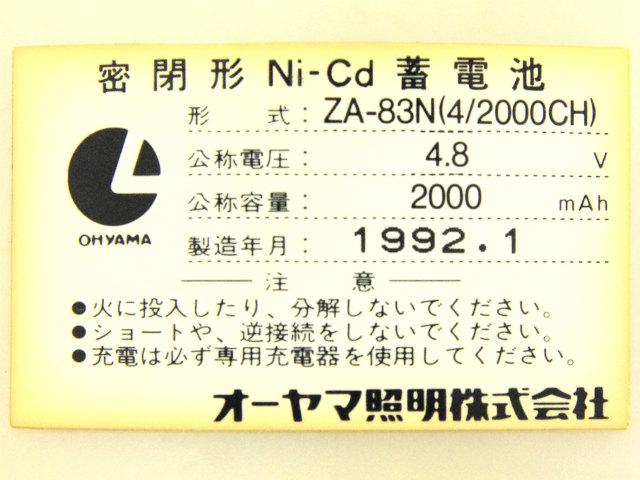 密閉形 Ni-Cd 蓄電池
形 式 : ZA-83N(4/2000CH)
公称電圧 : 4.8 V
公称容量 : 2000 mAh
OHYAMA
製造年月 : 1992.1
注 意
●火に投入したり、分解しないでください。
●ショートや、逆接続をしないでください。
●充電は必ず専用充電器を使用してください。
オーヤマ照明株式会社